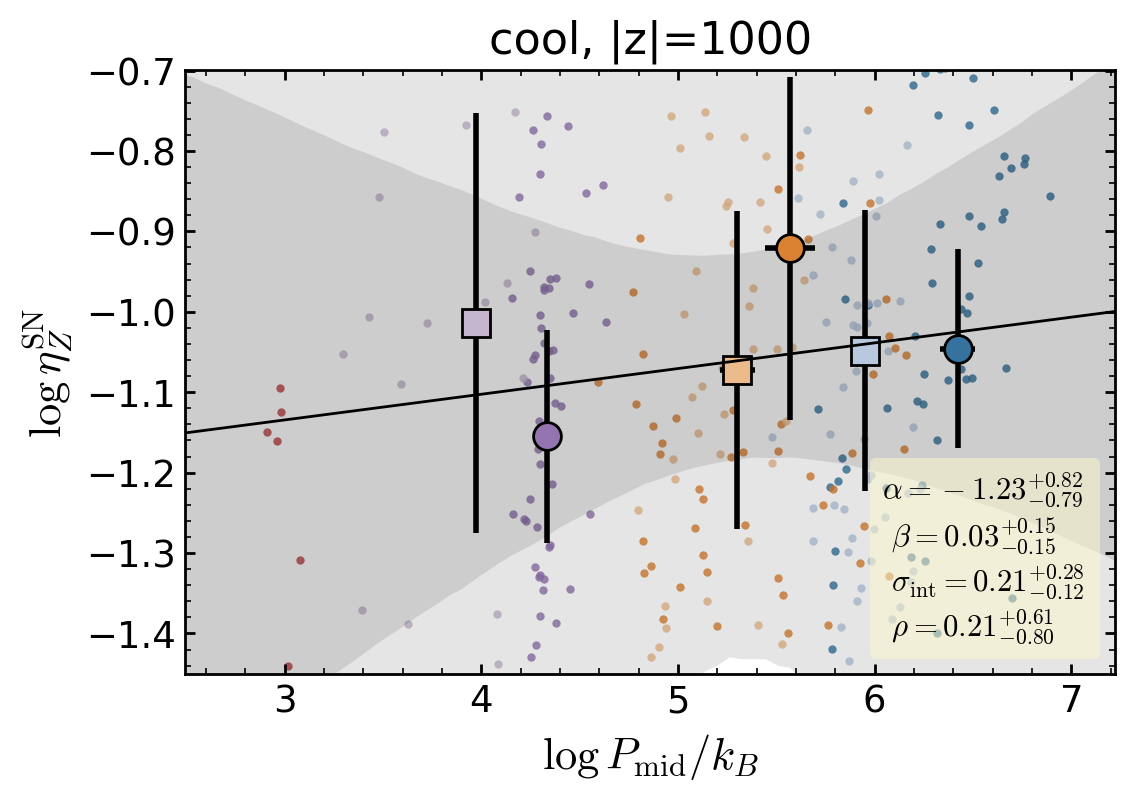 cool, |z|=1000
−0.7
−0.8
−0.9
−1.0
−1.1
−1.2
−1.3
−1.4
log η_Z^SN
α = −1.23 +0.82 −0.79
β = 0.03 +0.15 −0.15
σ_int = 0.21 +0.28 −0.12
ρ = 0.21 +0.61 −0.80
3 4 5 6 7
log P_mid/k_B